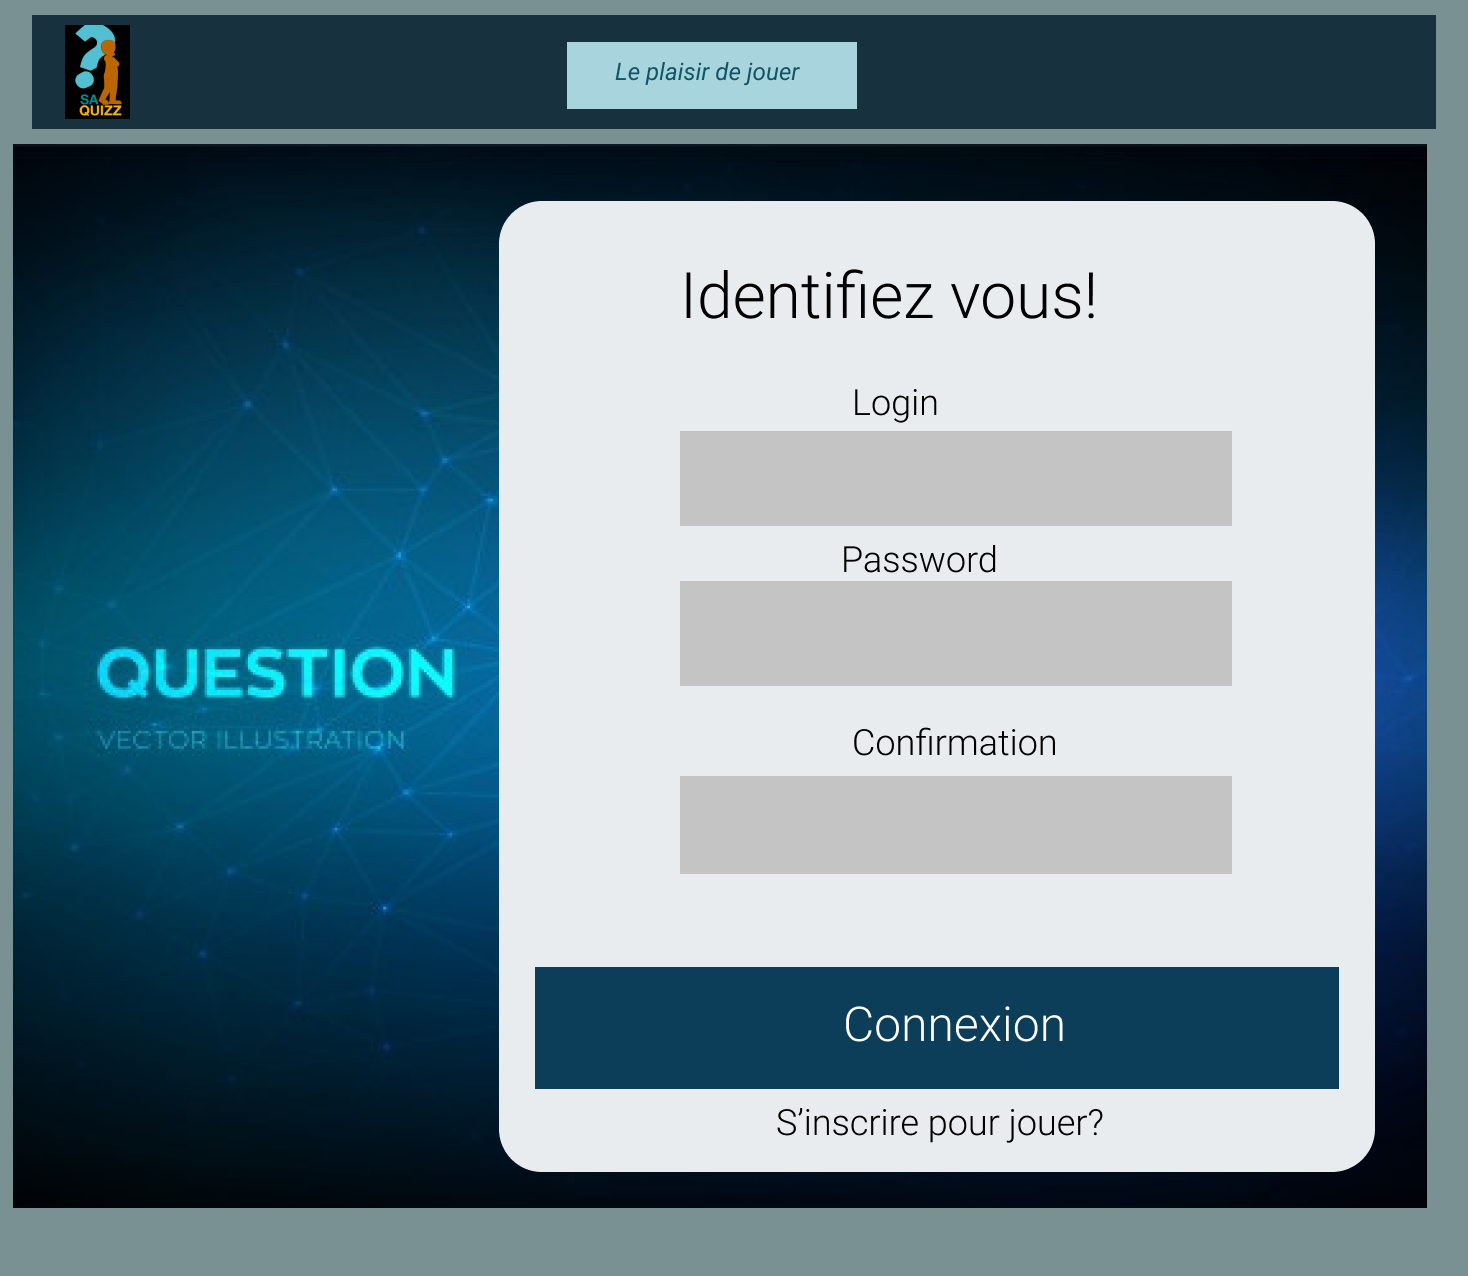 SA
QUIZZ
Le plaisir de jouer
Identifiez vous!
Login
Password
QUESTION
VECTOR ILLUSTRATION
Confirmation
Connexion
S’inscrire pour jouer?